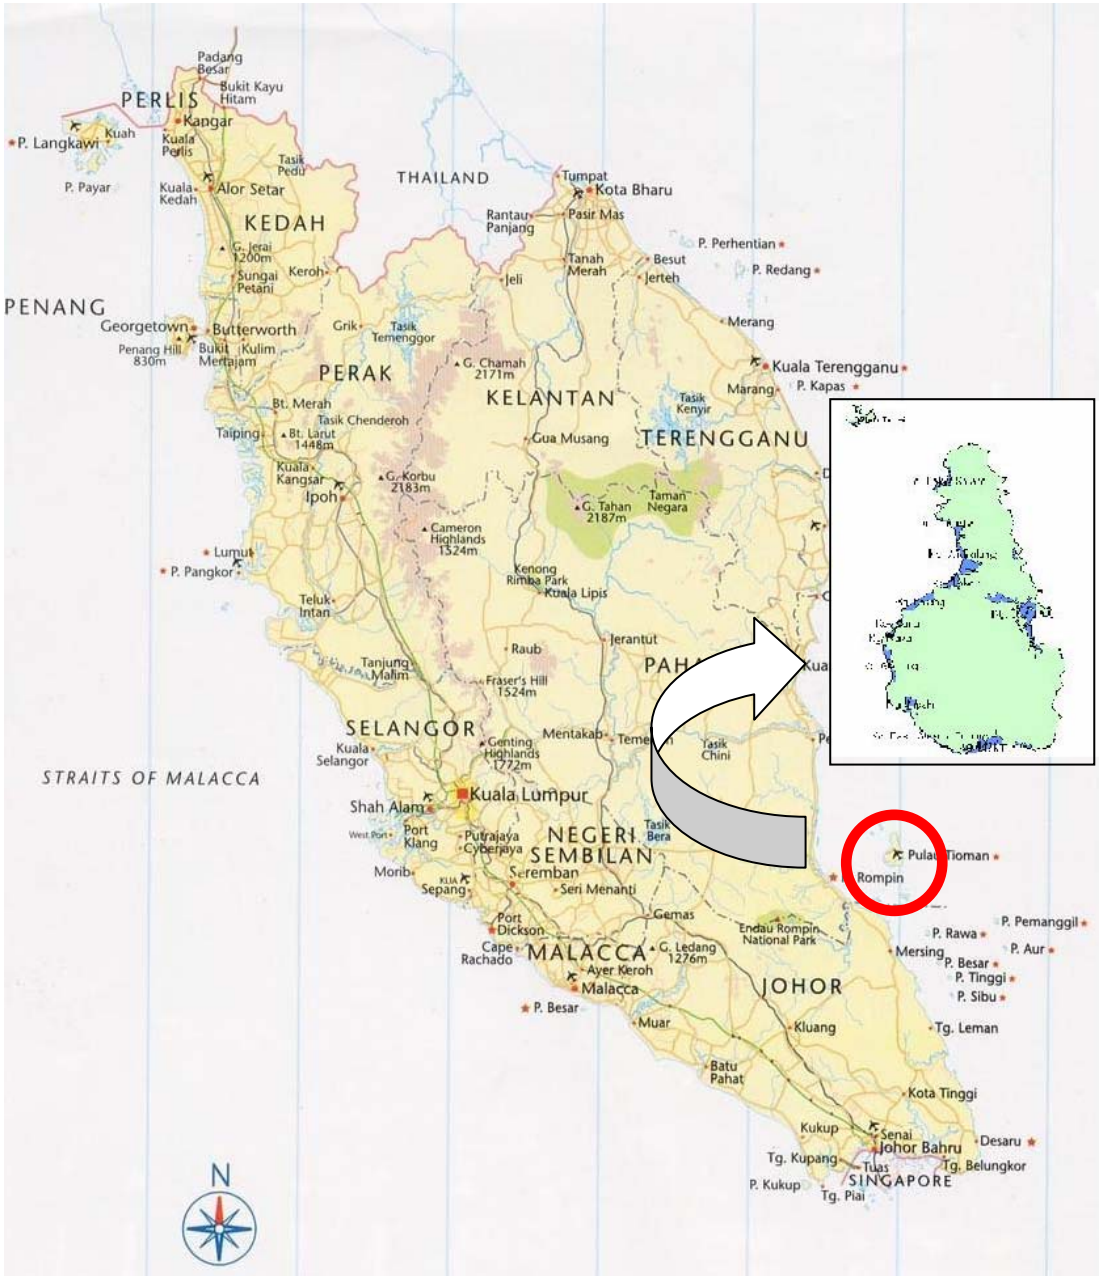 Padang
Besar
Bukit Kayu
Hitam
PERLIS
Kangar
Kuah
P. Langkawi
Kuala
Perlis
Tasik
Pedu
THAILAND
Tumpat
Kota Bharu
P. Payar
Kuala
Kedah
Alor Setar
KEDAH
Rantau
Panjang
Pasir Mas
P. Perhentian
G. Jerai
1200m
Keroh
Sungai
Petani
Jeli
Tanah
Merah
Besut
Jerteh
P. Redang
PENANG
Georgetown
Butterworth
Penang Hill
830m
Bukit
Mertajam
Kulim
Grik
Tasik
Temenggor
Merang
G. Chamah
2171m
Kuala Terengganu
PERAK
KELANTAN
Marang
P. Kapas
Tasik
Kenyir
Bt. Merah
Tasik Chenderoh
Taiping
Bt. Larut
1448m
Gua Musang
TERENGGANU
Kuala
Kangsar
G. Korbu
2183m
Ipoh
G. Tahan
2187m
Taman
Negara
Cameron
Highlands
1524m
Lumut
P. Pangkor
Kenong
Rimba Park
Kuala Lipis
Teluk
Intan
Jerantut
Raub
Tanjung
Malim
Fraser's Hill
1524m
PAHA
Kua
SELANGOR
Kuala
Selangor
Genting
Highlands
1772m
Mentakab
Teme
Tasik
Chini
Pe
STRAITS OF MALACCA
Kuala Lumpur
Shah Alam
West Port
Port
Klang
Putrajaya
Cyberjaya
NEGERI
SEMBILAN
Tasik
Bera
Pulau Tioman
Morib
KLIA
Sepang
Seremban
Seri Menanti
Rompin
Port
Dickson
Gemas
Endau Rompin
National Park
P. Pemanggil
P. Rawa
Cape
Rachado
MALACCA
G. Ledang
1276m
Mersing
P. Aur
P. Besar
Ayer Keroh
P. Tinggi
Malacca
JOHOR
P. Sibu
P. Besar
Muar
Kluang
Tg. Leman
Batu
Pahat
Kota Tinggi
Kukup
Senai
Johor Bahru
Desaru
Tg. Kupang
Tuas
Tg. Belungkor
SINGAPORE
P. Kukup
Tg. Piai
N